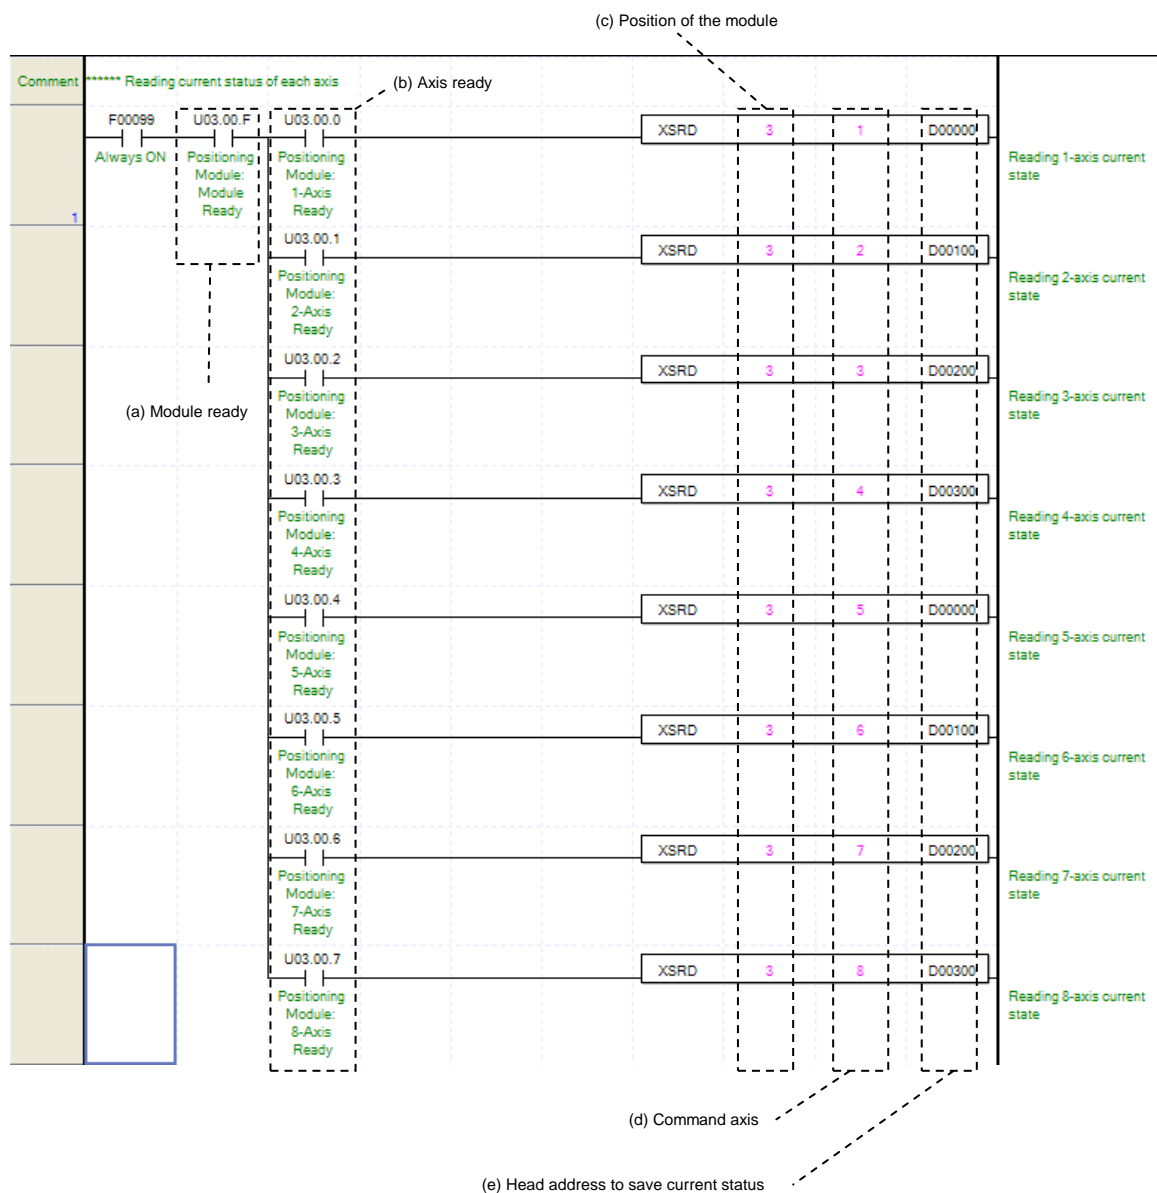 (c) Position of the module
Comment ****** Reading current status of each axis
(b) Axis ready
F00099 U03.00.F U03.00.0
XSRD 3 1 D00000
Always ON Positioning Module: Module Ready
Positioning Module: 1-Axis Ready
Reading 1-axis current
state
1
U03.00.1
XSRD 3 2 D00100
Positioning
Module:
2-Axis
Ready
Reading 2-axis current
state
U03.00.2
XSRD 3 3 D00200
(a) Module ready
Positioning
Module:
3-Axis
Ready
Reading 3-axis current
state
U03.00.3
XSRD 3 4 D00300
Positioning
Module:
4-Axis
Ready
Reading 4-axis current
state
U03.00.4
XSRD 3 5 D00000
Positioning
Module:
5-Axis
Ready
Reading 5-axis current
state
U03.00.5
XSRD 3 6 D00100
Positioning
Module:
6-Axis
Ready
Reading 6-axis current
state
U03.00.6
XSRD 3 7 D00200
Positioning
Module:
7-Axis
Ready
Reading 7-axis current
state
U03.00.7
XSRD 3 8 D00300
Positioning
Module:
8-Axis
Ready
Reading 8-axis current
state
(d) Command axis
(e) Head address to save current status